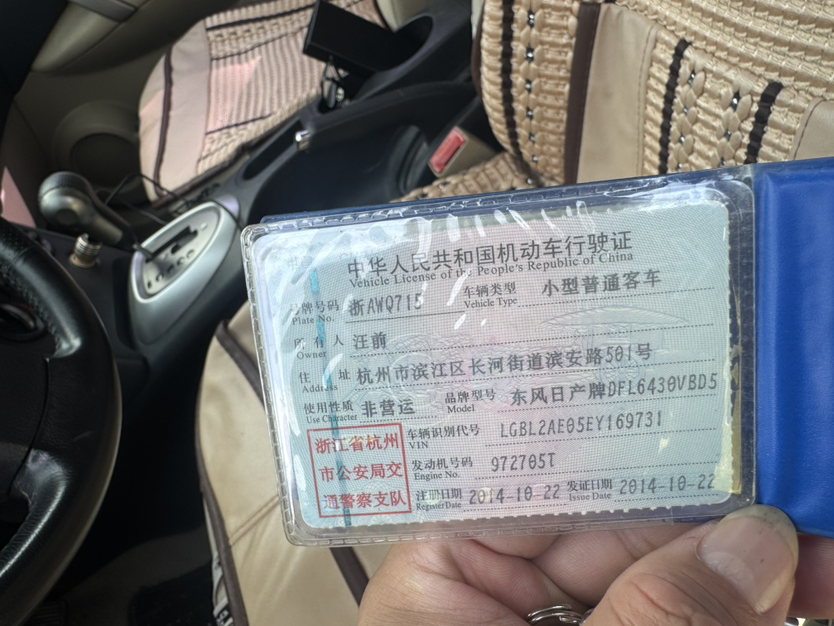 中华人民共和国机动车行驶证
Vehicle License of the People's Republic of China
号牌号码 浙AWQ715 车辆类型 小型普通客车
Plate No. Vehicle Type
所有人 汪前
Owner
住址 杭州市滨江区长河街道滨安路501号
Address
使用性质 非营运 品牌型号 东风日产牌DFL6430VBD5
Use Character Model
浙江省杭州
市公安局交
通警察支队
车辆识别代号 LGBL2AE05EY169731
VIN
发动机号码 972705T
Engine No.
注册日期 2014-10-22 发证日期 2014-10-22
Register Date Issue Date